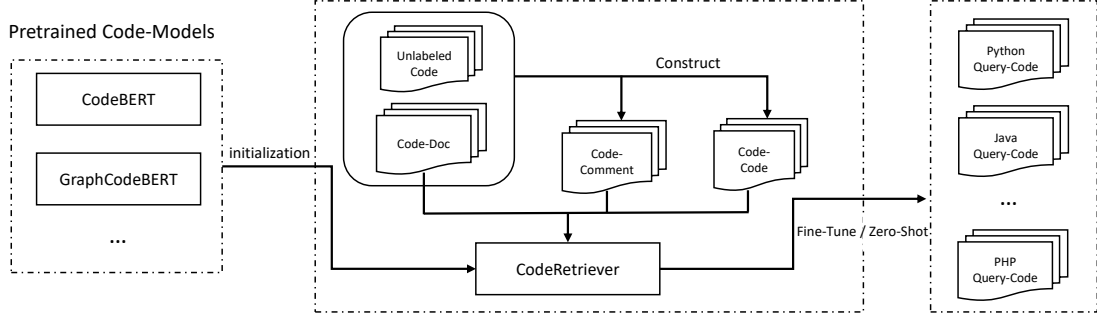 Pretrained Code-Models
CodeBERT
GraphCodeBERT
...
initialization
Unlabeled
Code
Code-Doc
Construct
Code-
Comment
Code-
Code
CodeRetriever
Fine-Tune / Zero-Shot
Python
Query-Code
Java
Query-Code
...
PHP
Query-Code